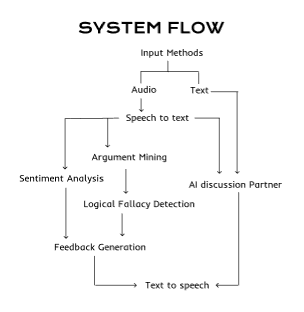 SYSTEM FLOW
Input Methods
Audio
Text
Speech to text
Argument Mining
Sentiment Analysis
AI discussion Partner
Logical Fallacy Detection
Feedback Generation
Text to speech